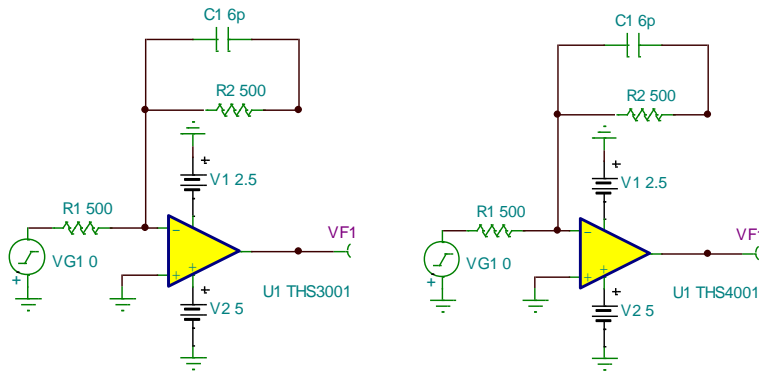 C1 6p
R2 500
+
V1 2.5
R1 500
VF1
−
+
+
VG1 0
+
U1 THS3001
+
V2 5
C1 6p
R2 500
+
V1 2.5
R1 500
VF1
−
+
+
VG1 0
+
U1 THS4001
+
V2 5